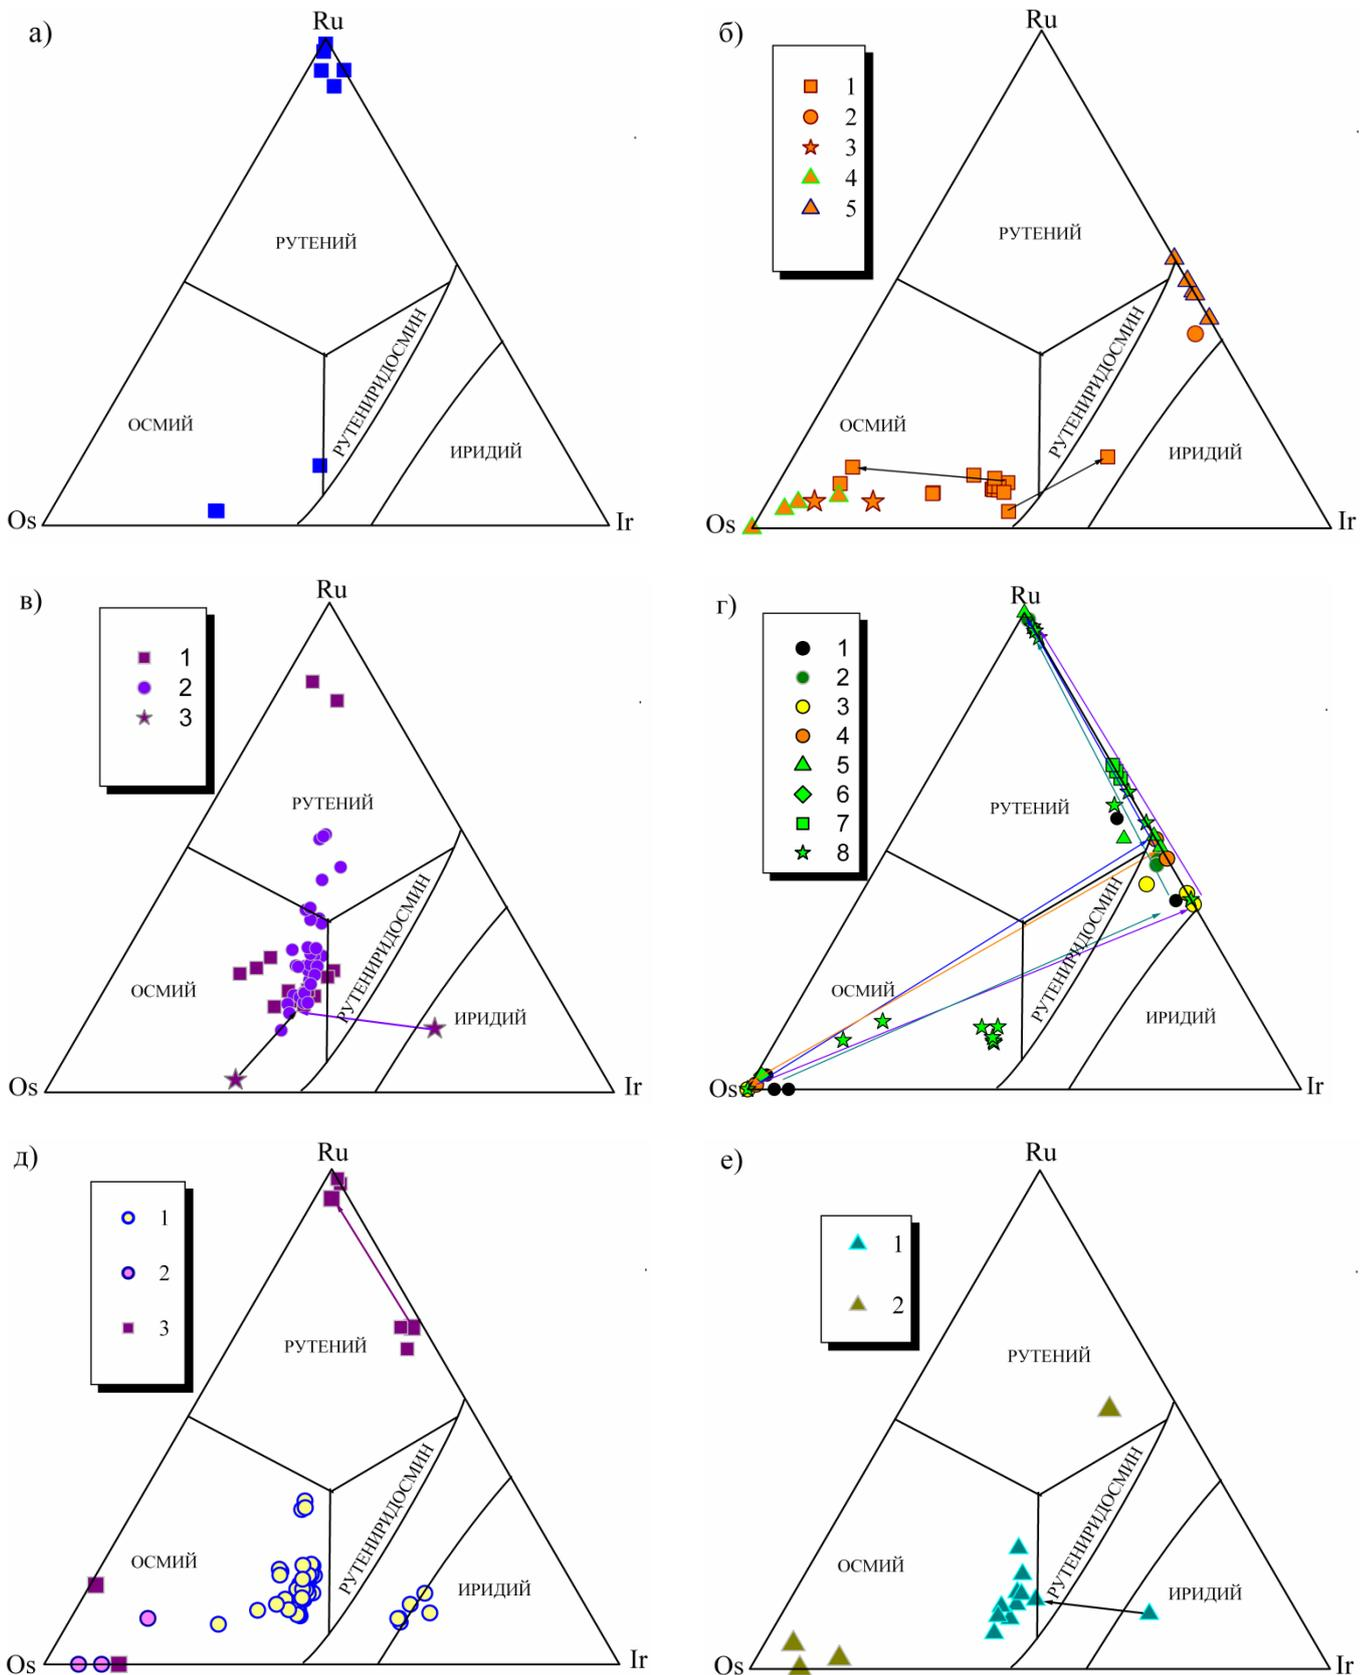 а)
Ru
РУТЕНИЙ
ОСМИЙ
РУТЕНИРИДОСМИН
ИРИДИЙ
Os
Ir
б)
Ru
1
2
3
4
5
РУТЕНИЙ
ОСМИЙ
РУТЕНИРИДОСМИН
ИРИДИЙ
Os
Ir
в)
Ru
1
2
3
РУТЕНИЙ
ОСМИЙ
РУТЕНИРИДОСМИН
ИРИДИЙ
Os
Ir
г)
Ru
1
2
3
4
5
6
7
8
РУТЕНИЙ
ОСМИЙ
РУТЕНИРИДОСМИН
ИРИДИЙ
Os
Ir
д)
Ru
1
2
3
РУТЕНИЙ
ОСМИЙ
РУТЕНИРИДОСМИН
ИРИДИЙ
Os
Ir
е)
Ru
1
2
РУТЕНИЙ
ОСМИЙ
РУТЕНИРИДОСМИН
ИРИДИЙ
Os
Ir